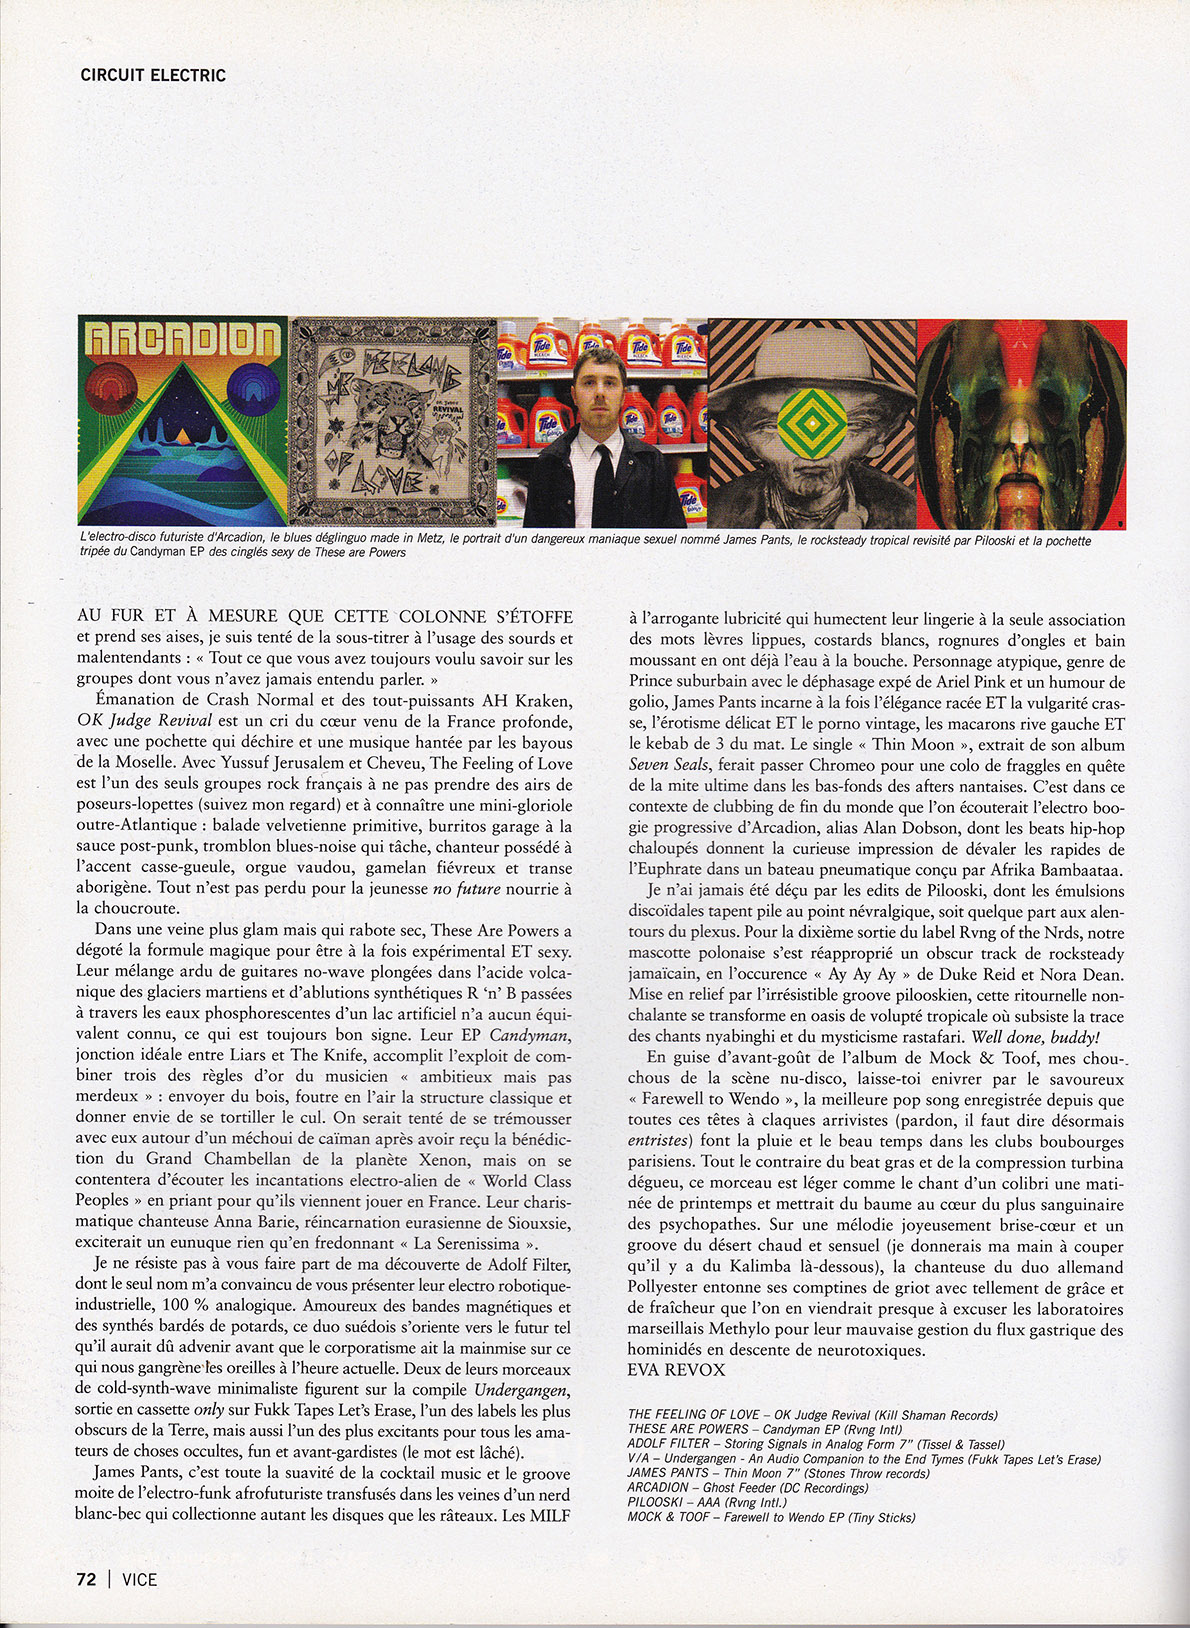 CIRCUIT ELECTRIC
ARCADION
THE FEELING
OF LOVE
OK JUDGE
REVIVAL
Tide
Tide
Tide
Tide
Tide
Tide
Tide
Tide
L'electro-disco futuriste d'Arcadion, le blues déglinguo made in Metz, le portrait d'un dangereux maniaque sexuel nommé James Pants, le rocksteady tropical revisité par Pilooski et la pochette
tripée du Candyman EP des cinglés sexy de These are Powers
AU FUR ET À MESURE QUE CETTE COLONNE S'ÉTOFFE
et prend ses aises, je suis tenté de la sous-titrer à l'usage des sourds et
malentendants : « Tout ce que vous avez toujours voulu savoir sur les
groupes dont vous n'avez jamais entendu parler. »
Émanation de Crash Normal et des tout-puissants AH Kraken,
OK Judge Revival est un cri du cœur venu de la France profonde,
avec une pochette qui déchire et une musique hantée par les bayous
de la Moselle. Avec Yussuf Jerusalem et Cheveu, The Feeling of Love
est l'un des seuls groupes rock français à ne pas prendre des airs de
poseurs-lopettes (suivez mon regard) et à connaître une mini-gloriole
outre-Atlantique : balade velvetienne primitive, burritos garage à la
sauce post-punk, tromblon blues-noise qui tâche, chanteur possédé à
l'accent casse-gueule, orgue vaudou, gamelan fiévreux et transe
aborigène. Tout n'est pas perdu pour la jeunesse no future nourrie à
la choucroute.
Dans une veine plus glam mais qui rabote sec, These Are Powers a
dégoté la formule magique pour être à la fois expérimental ET sexy.
Leur mélange ardu de guitares no-wave plongées dans l'acide volca-
nique des glaciers martiens et d'ablutions synthétiques R 'n' B passées
à travers les eaux phosphorescentes d'un lac artificiel n'a aucun équi-
valent connu, ce qui est toujours bon signe. Leur EP Candyman,
jonction idéale entre Liars et The Knife, accomplit l'exploit de com-
biner trois des règles d'or du musicien « ambitieux mais pas
merdeux » : envoyer du bois, foutre en l'air la structure classique et
donner envie de se tortiller le cul. On serait tenté de se trémousser
avec eux autour d'un méchoui de caïman après avoir reçu la bénédic-
tion du Grand Chambellan de la planète Xenon, mais on se
contentera d'écouter les incantations electro-alien de « World Class
Peoples » en priant pour qu'ils viennent jouer en France. Leur charis-
matique chanteuse Anna Barie, réincarnation eurasienne de Siouxsie,
exciterait un eunuque rien qu'en fredonnant « La Serenissima ».
Je ne résiste pas à vous faire part de ma découverte de Adolf Filter,
dont le seul nom m'a convaincu de vous présenter leur electro robotique-
industrielle, 100 % analogique. Amoureux des bandes magnétiques et
des synthés bardés de potards, ce duo suédois s'oriente vers le futur tel
qu'il aurait dû advenir avant que le corporatisme ait la mainmise sur ce
qui nous gangrène les oreilles à l'heure actuelle. Deux de leurs morceaux
de cold-synth-wave minimaliste figurent sur la compile Undergangen,
sortie en cassette only sur Fukk Tapes Let's Erase, l'un des labels les plus
obscurs de la Terre, mais aussi l'un des plus excitants pour tous les ama-
teurs de choses occultes, fun et avant-gardistes (le mot est lâché).
James Pants, c'est toute la suavité de la cocktail music et le groove
moite de l'electro-funk afrofuturiste transfusés dans les veines d'un nerd
blanc-bec qui collectionne autant les disques que les râteaux. Les MILF
à l'arrogante lubricité qui humectent leur lingerie à la seule association
des mots lèvres lippues, costards blancs, rognures d'ongles et bain
moussant en ont déjà l'eau à la bouche. Personnage atypique, genre de
Prince suburbain avec le déphasage expé de Ariel Pink et un humour de
golio, James Pants incarne à la fois l'élégance racée ET la vulgarité cras-
se, l'érotisme délicat ET le porno vintage, les macarons rive gauche ET
le kebab de 3 du mat. Le single « Thin Moon », extrait de son album
Seven Seals, ferait passer Chromeo pour une colo de fraggles en quête
de la mite ultime dans les bas-fonds des afters nantaises. C'est dans ce
contexte de clubbing de fin du monde que l'on écouterait l'electro boo-
gie progressive d'Arcadion, alias Alan Dobson, dont les beats hip-hop
chaloupés donnent la curieuse impression de dévaler les rapides de
l'Euphrate dans un bateau pneumatique conçu par Afrika Bambaataa.
Je n'ai jamais été déçu par les edits de Pilooski, dont les émulsions
discoïdales tapent pile au point névralgique, soit quelque part aux alen-
tours du plexus. Pour la dixième sortie du label Rvng of the Nrds, notre
mascotte polonaise s'est réapproprié un obscur track de rocksteady
jamaïcain, en l'occurence « Ay Ay Ay » de Duke Reid et Nora Dean.
Mise en relief par l'irrésistible groove pilooskien, cette ritournelle non-
chalante se transforme en oasis de volupté tropicale où subsiste la trace
des chants nyabinghi et du mysticisme rastafari. Well done, buddy!
En guise d'avant-goût de l'album de Mock & Toof, mes chou-
chous de la scène nu-disco, laisse-toi enivrer par le savoureux
« Farewell to Wendo », la meilleure pop song enregistrée depuis que
toutes ces têtes à claques arrivistes (pardon, il faut dire désormais
entristes) font la pluie et le beau temps dans les clubs boubourges
parisiens. Tout le contraire du beat gras et de la compression turbina
dégueu, ce morceau est léger comme le chant d'un colibri une mati-
née de printemps et mettrait du baume au cœur du plus sanguinaire
des psychopathes. Sur une mélodie joyeusement brise-cœur et un
groove du désert chaud et sensuel (je donnerais ma main à couper
qu'il y a du Kalimba là-dessous), la chanteuse du duo allemand
Pollyester entonne ses comptines de griot avec tellement de grâce et
de fraîcheur que l'on en viendrait presque à excuser les laboratoires
marseillais Methylo pour leur mauvaise gestion du flux gastrique des
hominidés en descente de neurotoxiques.
EVA REVOX
THE FEELING OF LOVE – OK Judge Revival (Kill Shaman Records)
THESE ARE POWERS – Candyman EP (Rvng Intl)
ADOLF FILTER – Storing Signals in Analog Form 7" (Tissel & Tassel)
V/A – Undergangen - An Audio Companion to the End Tymes (Fukk Tapes Let's Erase)
JAMES PANTS – Thin Moon 7" (Stones Throw records)
ARCADION – Ghost Feeder (DC Recordings)
PILOOSKI – AAA (Rvng Intl.)
MOCK & TOOF – Farewell to Wendo EP (Tiny Sticks)
72 | VICE